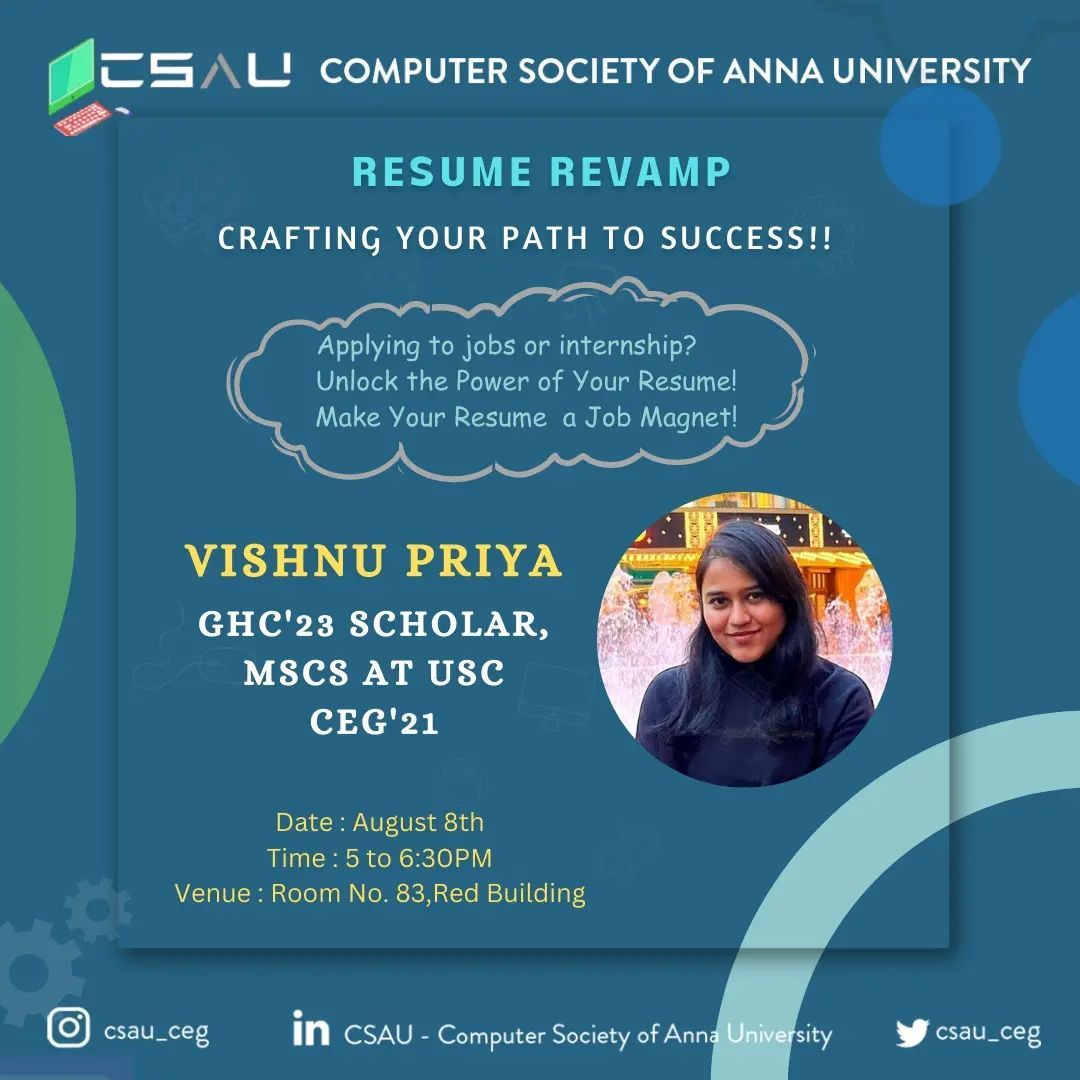 CSAU COMPUTER SOCIETY OF ANNA UNIVERSITY
RESUME REVAMP
CRAFTING YOUR PATH TO SUCCESS!!
Applying to jobs or internship?
Unlock the Power of Your Resume!
Make Your Resume a Job Magnet!
VISHNU PRIYA
GHC'23 SCHOLAR,
MSCS AT USC
CEG'21
Date : August 8th
Time : 5 to 6:30PM
Venue : Room No. 83,Red Building
csau_ceg
in CSAU - Computer Society of Anna University
csau_ceg